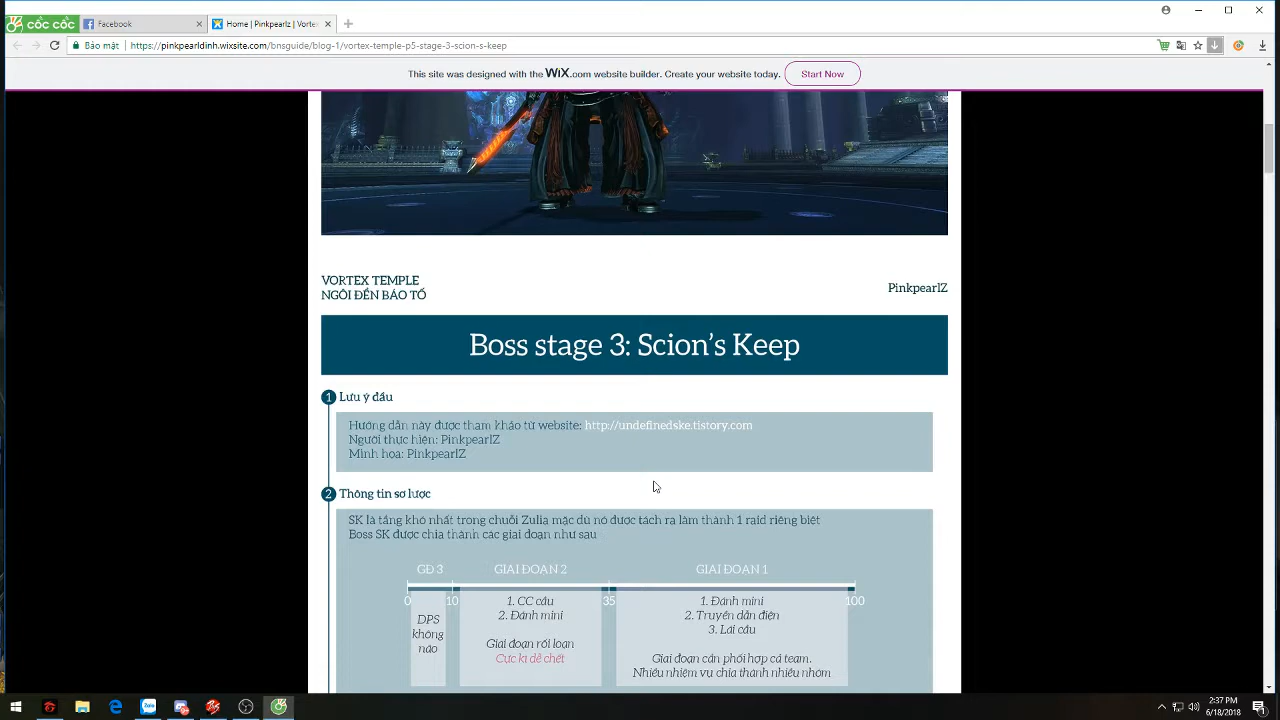 CỐC CỐC
Facebook
Home | Pinkpearlz | Vortex
Bảo mật
https://pinkpearldinh.wixsite.com/bnsguide/blog-1/vortex-temple-p5-stage-3-scion-s-keep
This site was designed with the WiX.com website builder. Create your website today. Start Now
VORTEX TEMPLE
NGÔI ĐỀN BÃO TỐ
PinkpearlZ
Boss stage 3: Scion's Keep
1 Lưu ý đầu
Hướng dẫn này được tham khảo từ website: http://undefinedske.tistory.com
Người thực hiện: PinkpearlZ
Minh họa: PinkpearlZ
2 Thông tin sơ lược
SK là tầng khó nhất trong chuỗi Zulia mặc dù nó được tách ra làm thành 1 raid riêng biệt
Boss SK được chia thành các giai đoạn như sau
GĐ 3 GIAI ĐOẠN 2 GIAI ĐOẠN 1
0 10 35 100
DPS
không
não
1. CC cầu
2. Đánh mini
Giai đoạn rối loạn
Cực kì dễ chết
1. Đánh mini
2. Truyền dẫn điện
3. Lái cầu
Giai đoạn cần phối hợp cả team.
Nhiều nhiệm vụ chia thành nhiều nhóm
Zalo
2:37 PM
6/18/2018